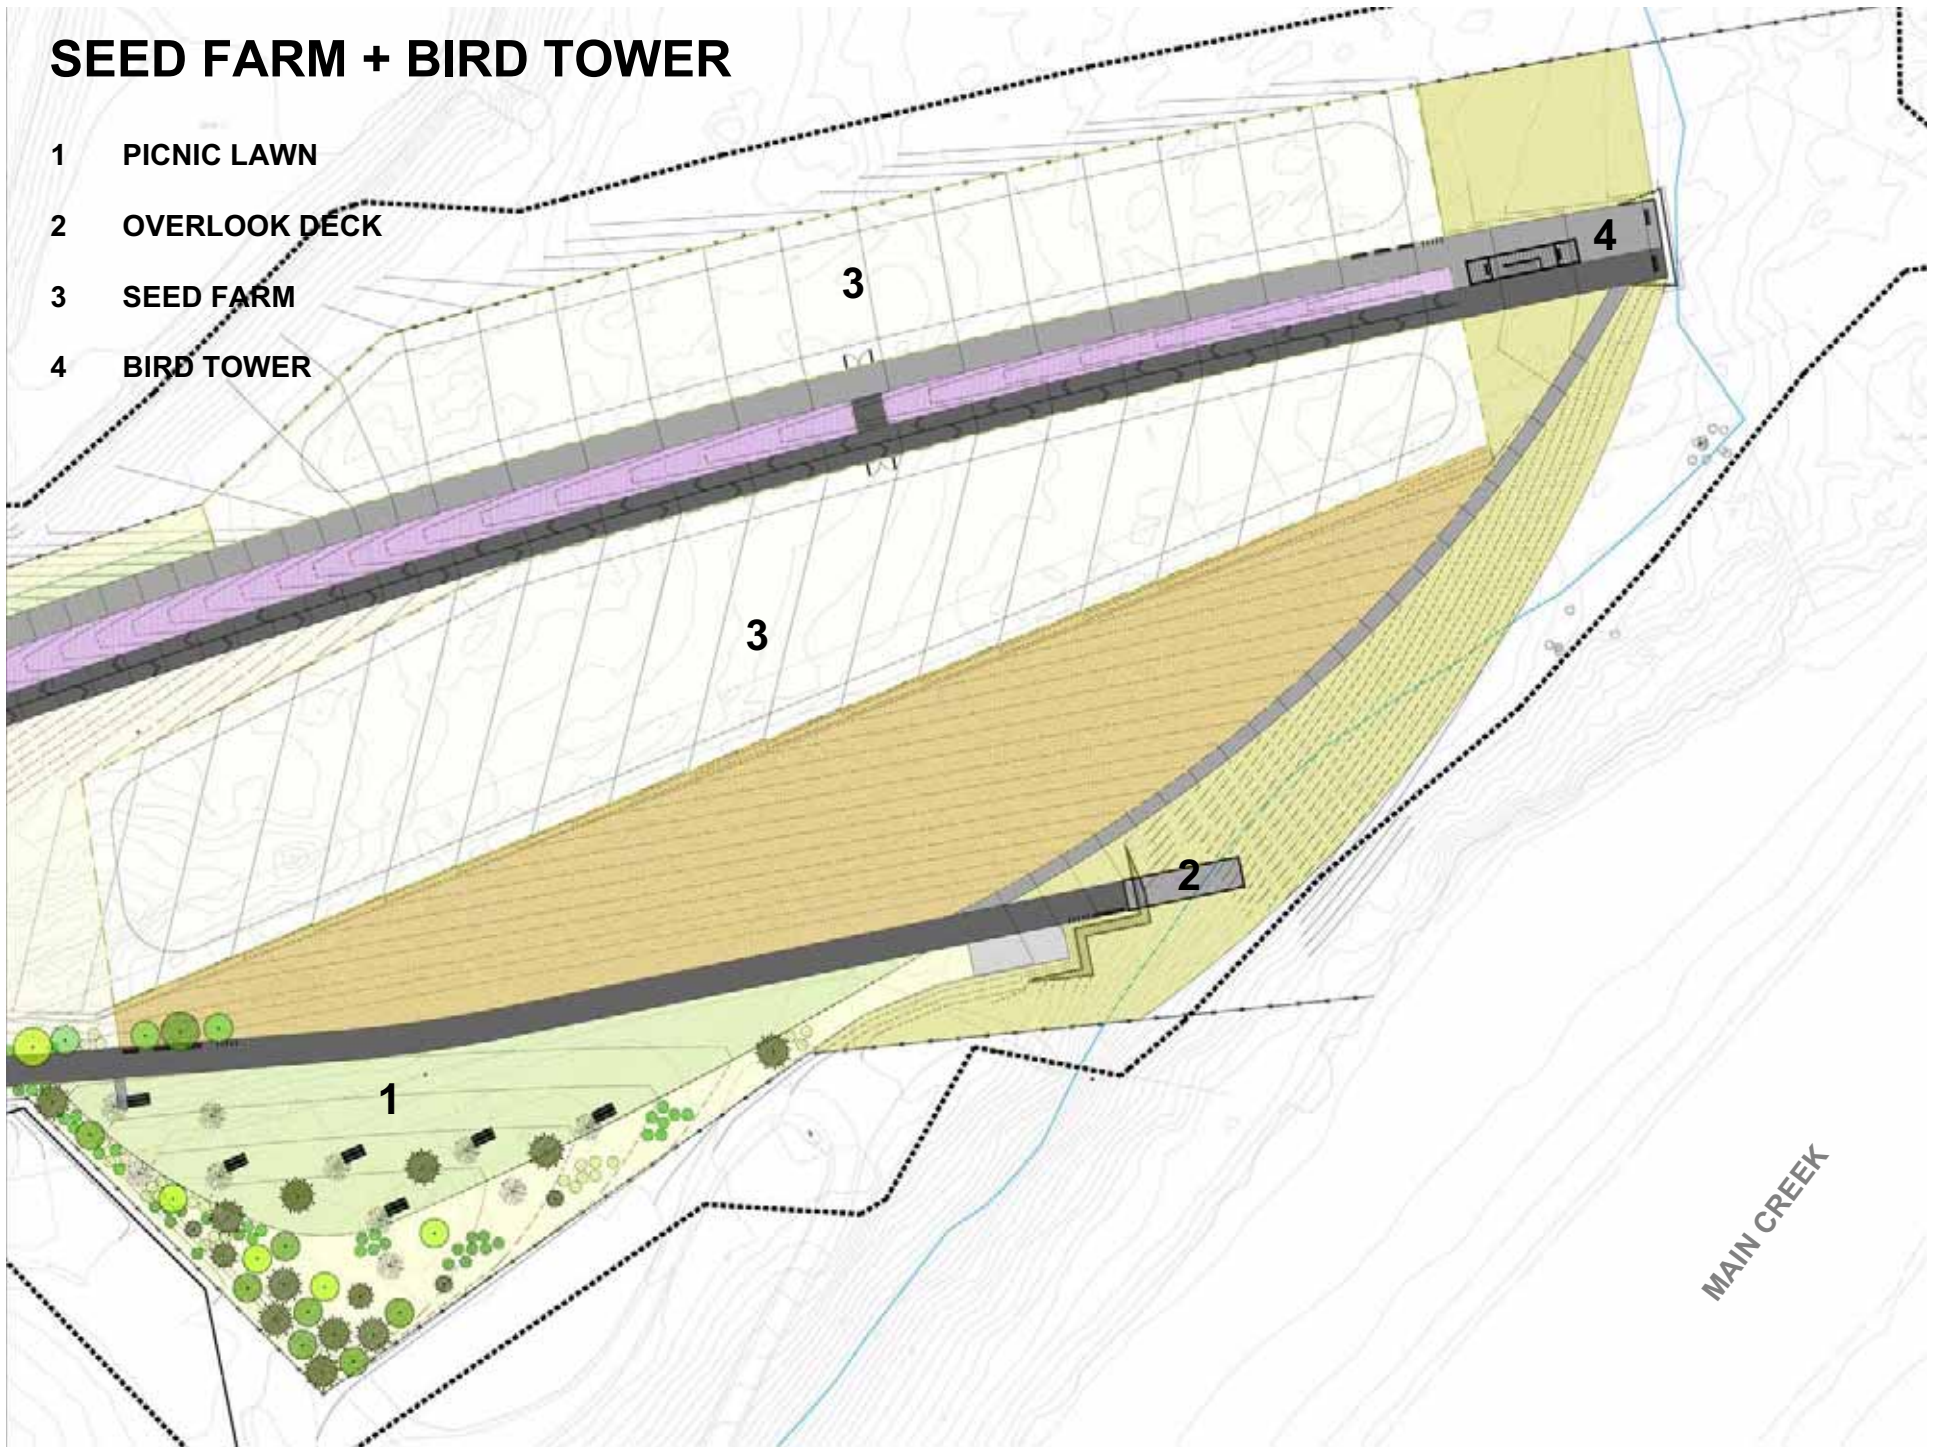 SEED FARM + BIRD TOWER
1 PICNIC LAWN
2 OVERLOOK DECK
3 SEED FARM
4 BIRD TOWER
4
3
3
2
1
MAIN CREEK